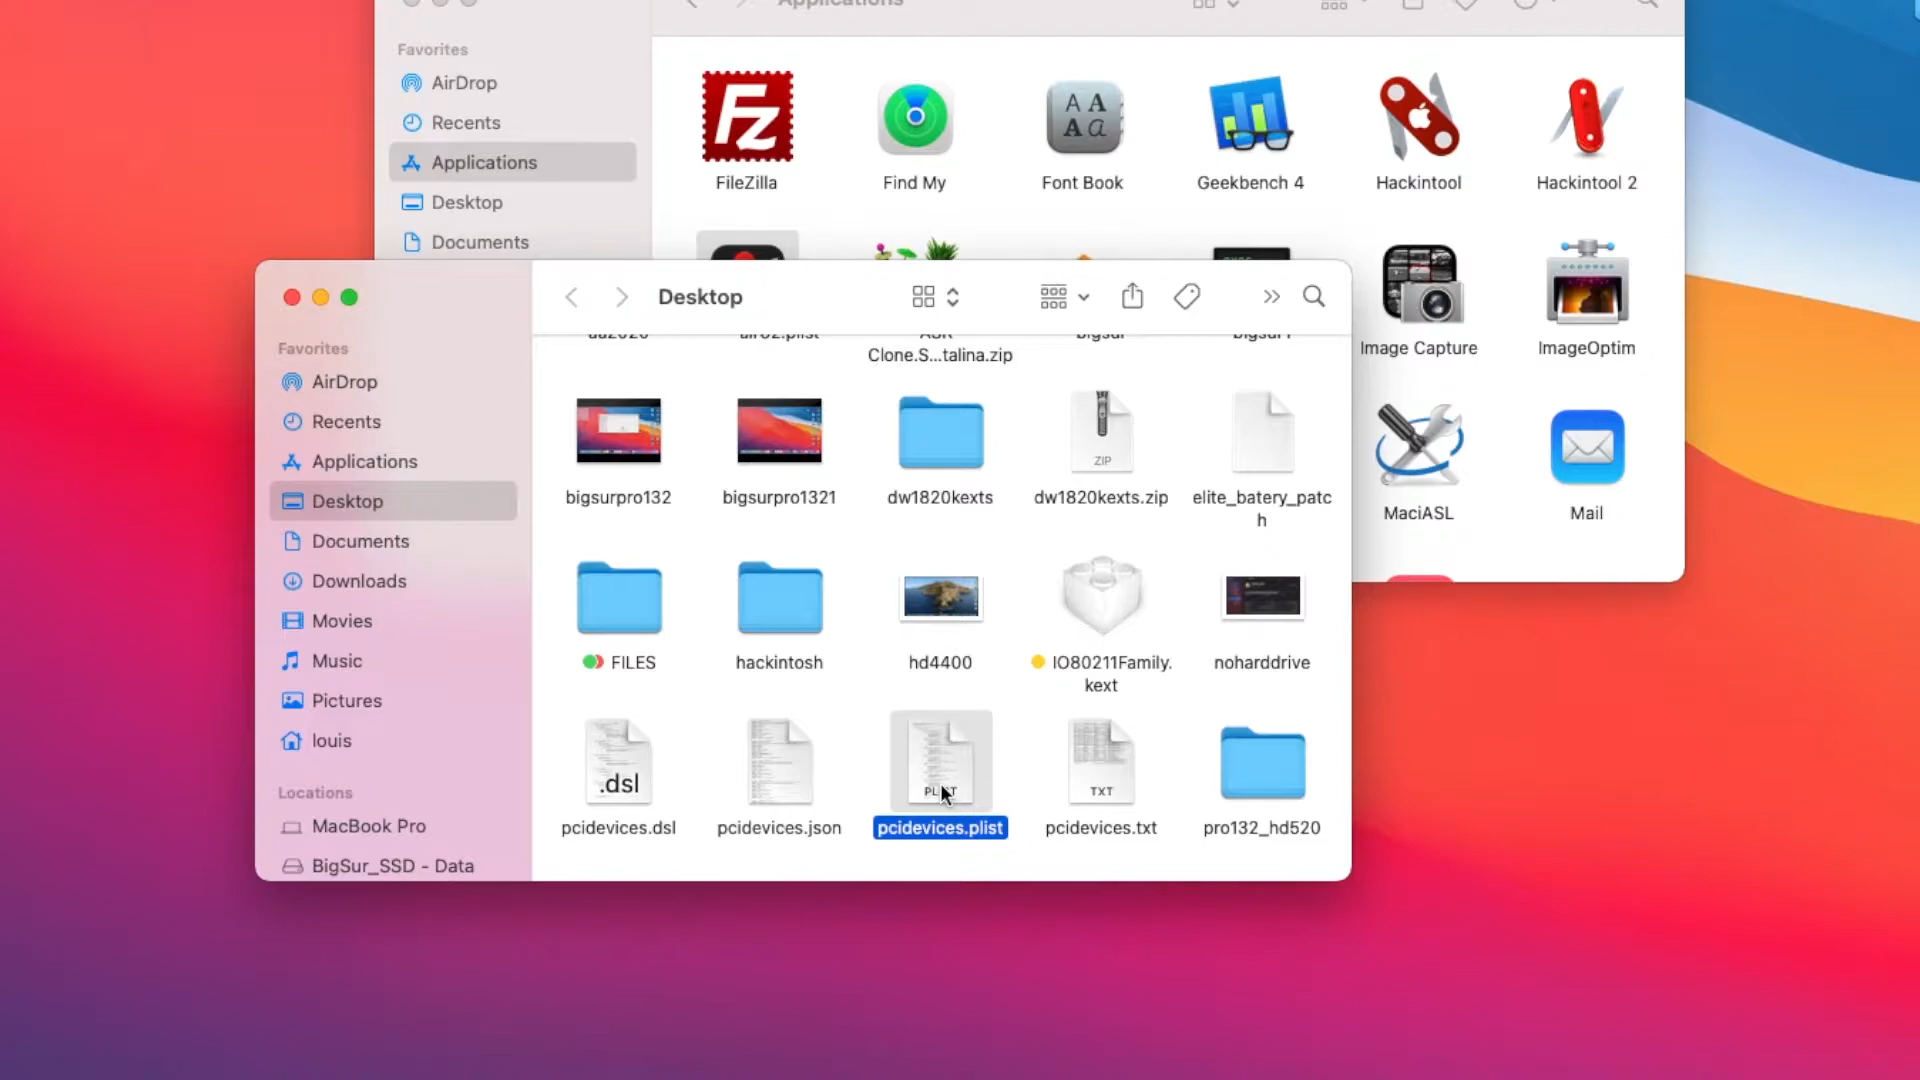 Applications
Favorites
AirDrop
Recents
Applications
Desktop
Documents
FileZilla
Find My
Font Book
Geekbench 4
Hackintool
Hackintool 2
Image Capture
ImageOptim
MaciASL
Mail
Desktop
Favorites
AirDrop
Recents
Applications
Desktop
Documents
Downloads
Movies
Music
Pictures
louis
Locations
MacBook Pro
BigSur_SSD - Data
Clone.S...talina.zip
bigsurpro132
bigsurpro1321
dw1820kexts
ZIP
dw1820kexts.zip
elite_batery_patc
h
FILES
hackintosh
hd4400
IO80211Family.
kext
noharddrive
.dsl
TXT
pcidevices.dsl
pcidevices.json
pcidevices.plist
pcidevices.txt
pro132_hd520